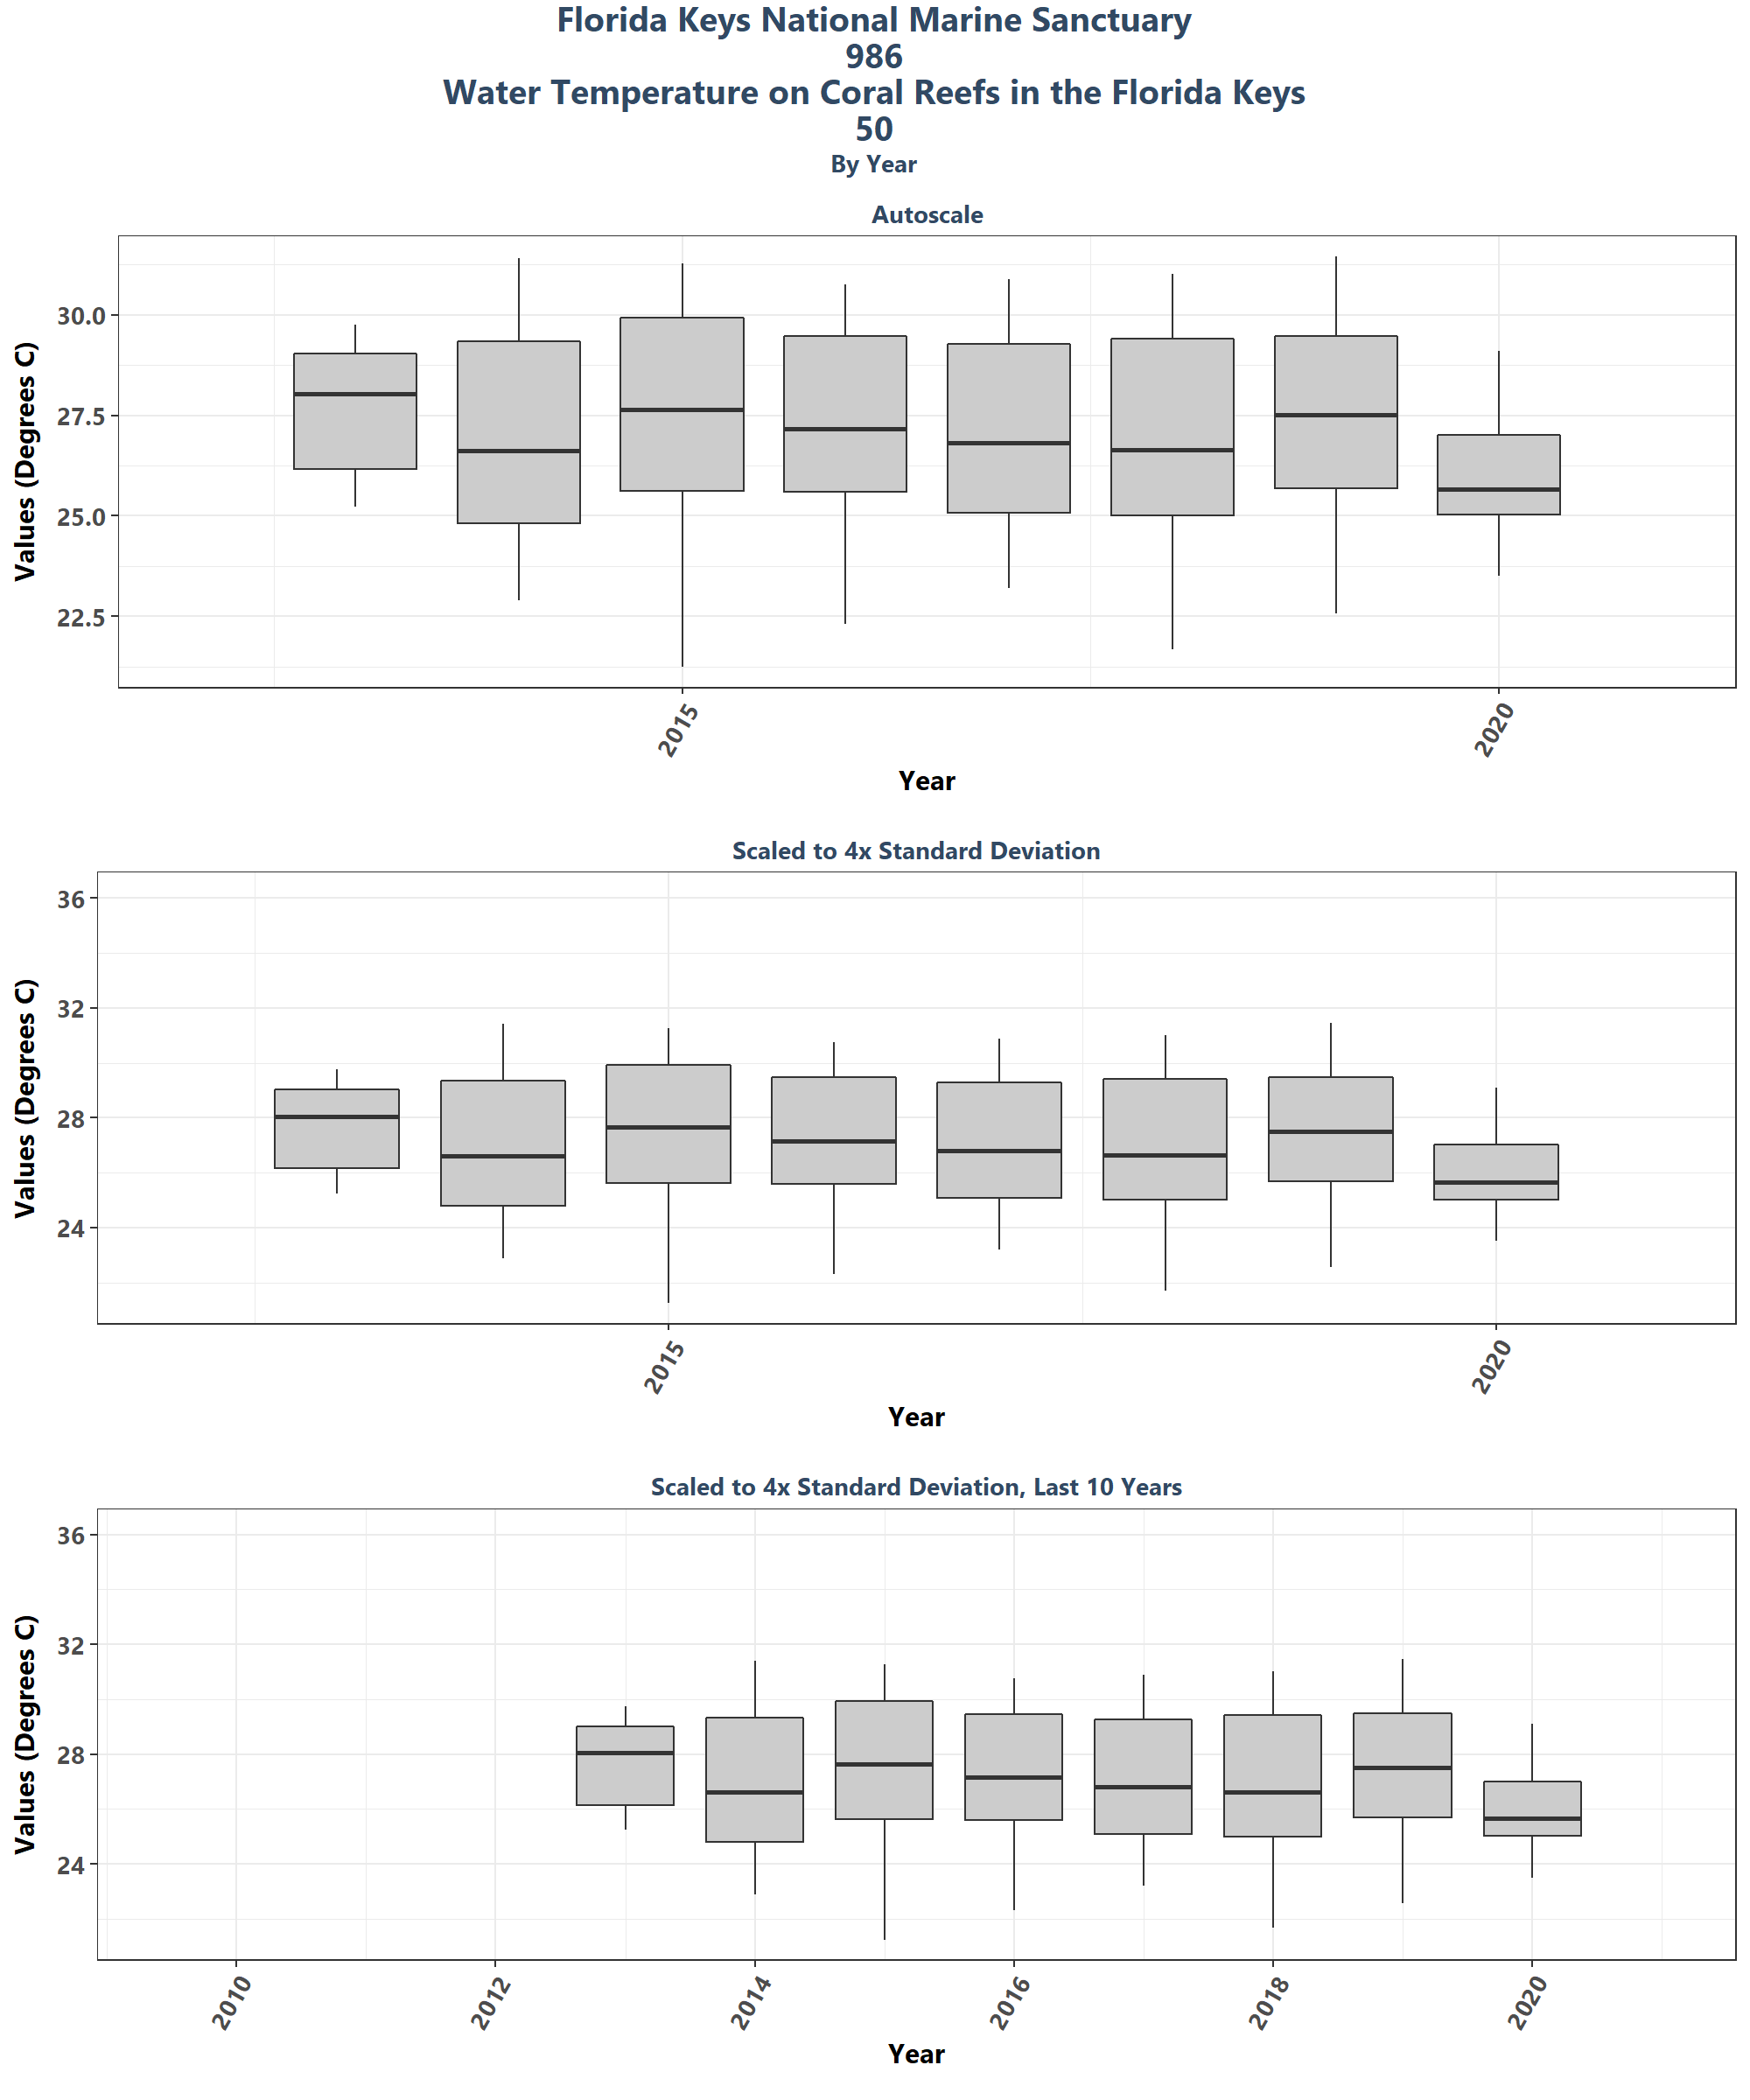 Florida Keys National Marine Sanctuary
986
Water Temperature on Coral Reefs in the Florida Keys
50
By Year
Autoscale
Values (Degrees C)
30.0
27.5
25.0
22.5
2015
2020
Year
Scaled to 4x Standard Deviation
Values (Degrees C)
36
32
28
24
2015
2020
Year
Scaled to 4x Standard Deviation, Last 10 Years
Values (Degrees C)
36
32
28
24
2010
2012
2014
2016
2018
2020
Year